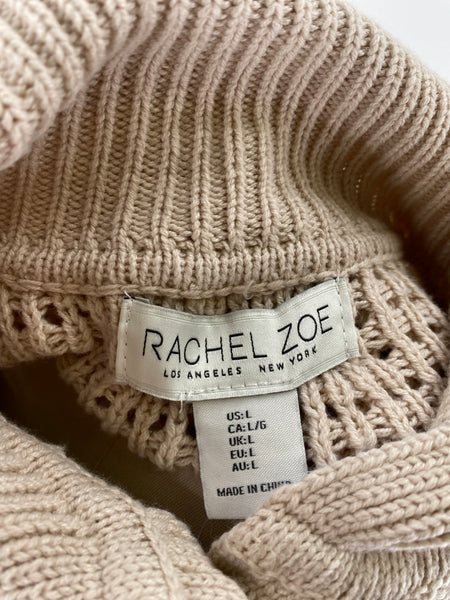 RACHEL ZOE
LOS ANGELES NEW YORK
US: L
CA: L/G
UK: L
EU: L
AU: L
MADE IN CHINA